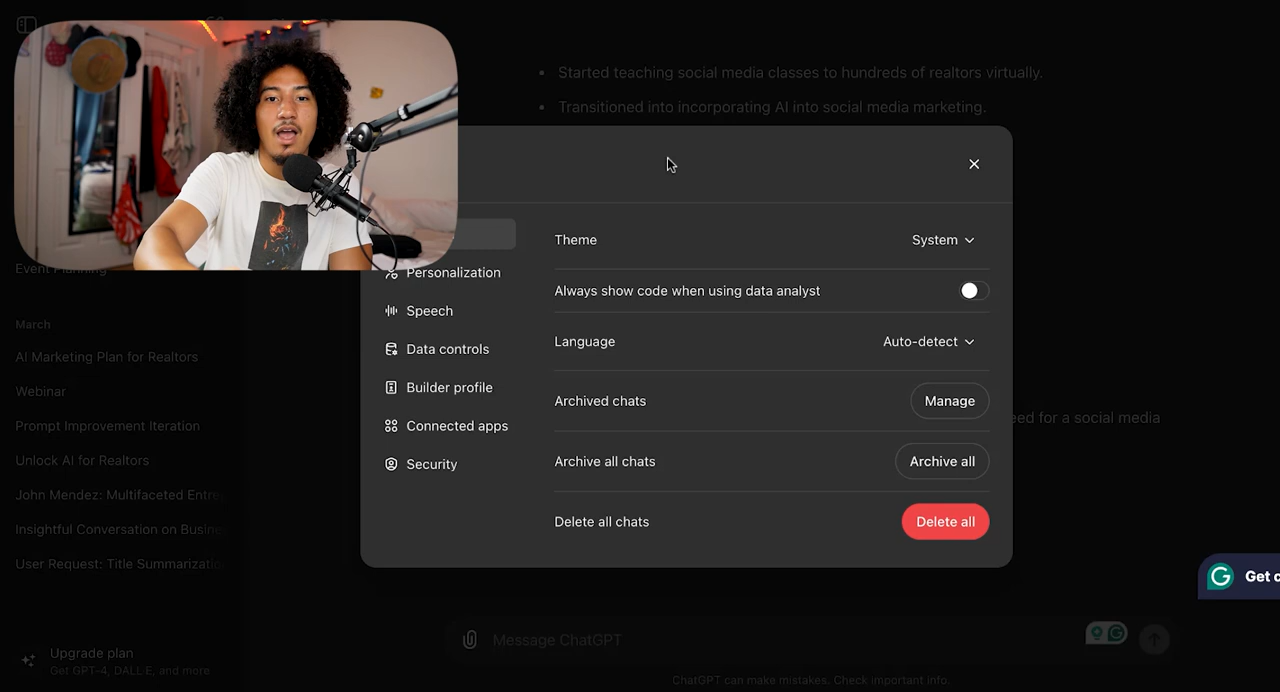 Started teaching social media classes to hundreds of realtors virtually.
Transitioned into incorporating AI into social media marketing.
Theme
System
Personalization
Always show code when using data analyst
Speech
Language
Auto-detect
Data controls
Builder profile
Archived chats
Manage
Connected apps
Archive all chats
Archive all
Security
Delete all chats
Delete all
eed for a social media
Event Planning
March
AI Marketing Plan for Realtors
Webinar
Prompt Improvement Iteration
Unlock AI for Realtors
John Mendez: Multifaceted Entre
Insightful Conversation on Busine
User Request: Title Summarizatio
Upgrade plan
Get GPT-4, DALL·E, and more
Message ChatGPT
ChatGPT can make mistakes. Check important info.
G Get c